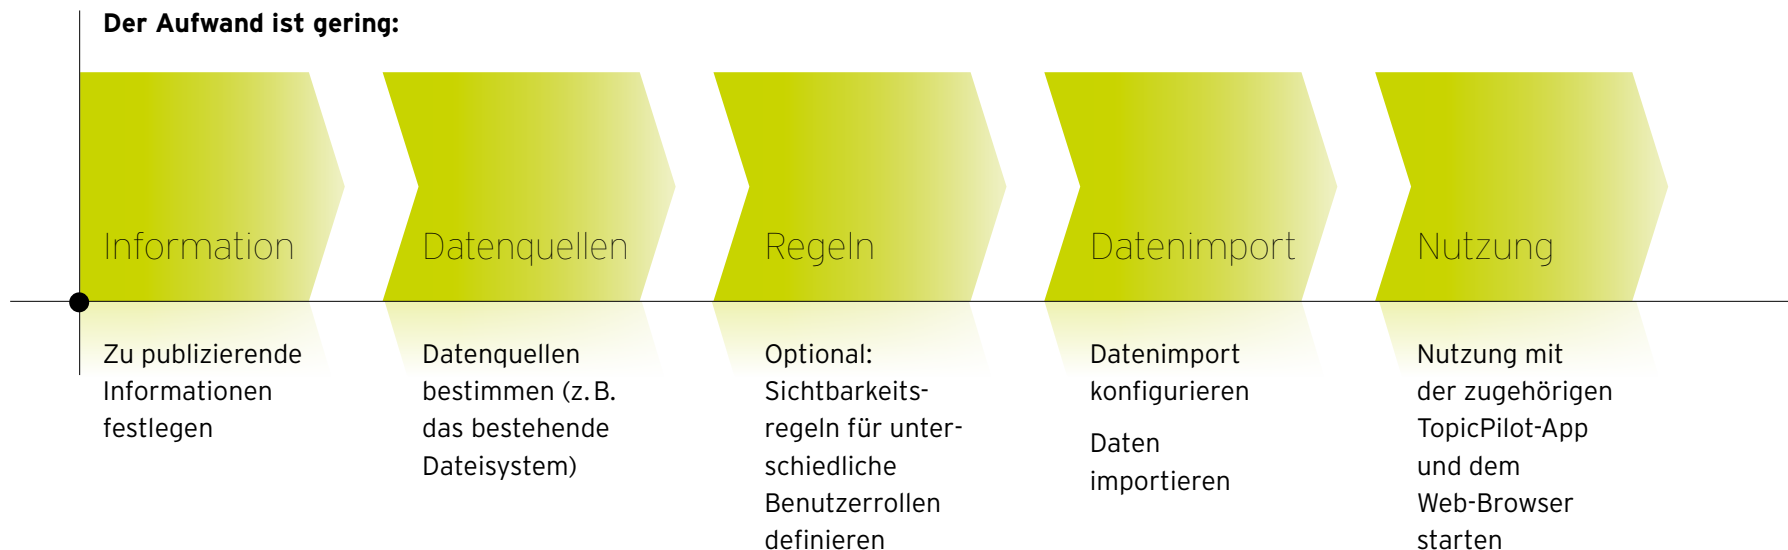 Der Aufwand ist gering:
Information
Datenquellen
Regeln
Datenimport
Nutzung
Zu publizierende
Informationen
festlegen
Datenquellen
bestimmen (z. B.
das bestehende
Dateisystem)
Optional:
Sichtbarkeits-
regeln für unter-
schiedliche
Benutzerrollen
definieren
Datenimport
konfigurieren
Daten
importieren
Nutzung mit
der zugehörigen
TopicPilot-App
und dem
Web-Browser
starten